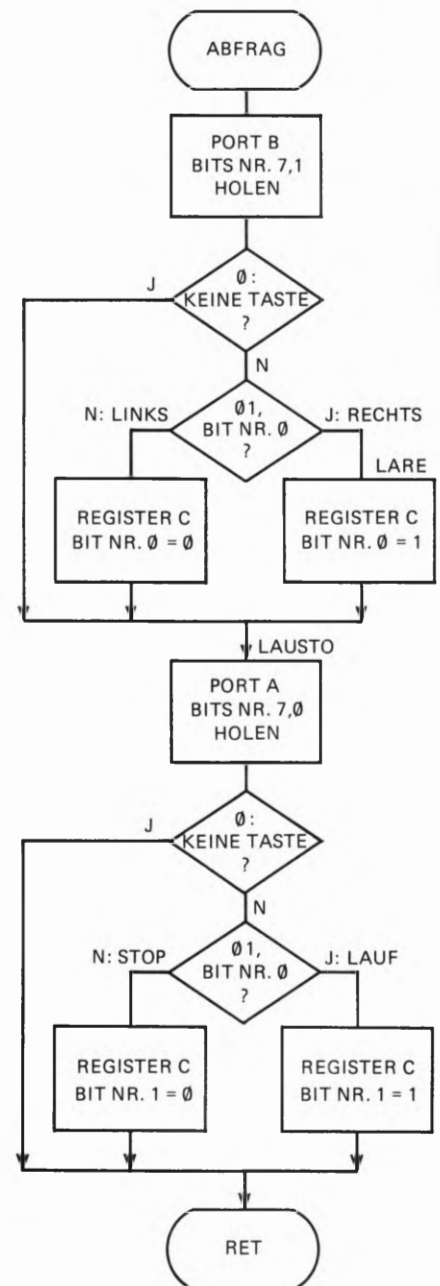 ABFRAG
PORT B
BITS NR. 7,1
HOLEN
J
Ø:
KEINE TASTE
?
N
N: LINKS
Ø1,
BIT NR. Ø
?
J: RECHTS
LARE
REGISTER C
BIT NR. Ø = Ø
REGISTER C
BIT NR. Ø = 1
LAUSTO
PORT A
BITS NR. 7,Ø
HOLEN
J
Ø:
KEINE TASTE
?
N
N: STOP
Ø1,
BIT NR. Ø
?
J: LAUF
REGISTER C
BIT NR. 1 = Ø
REGISTER C
BIT NR. 1 = 1
RET